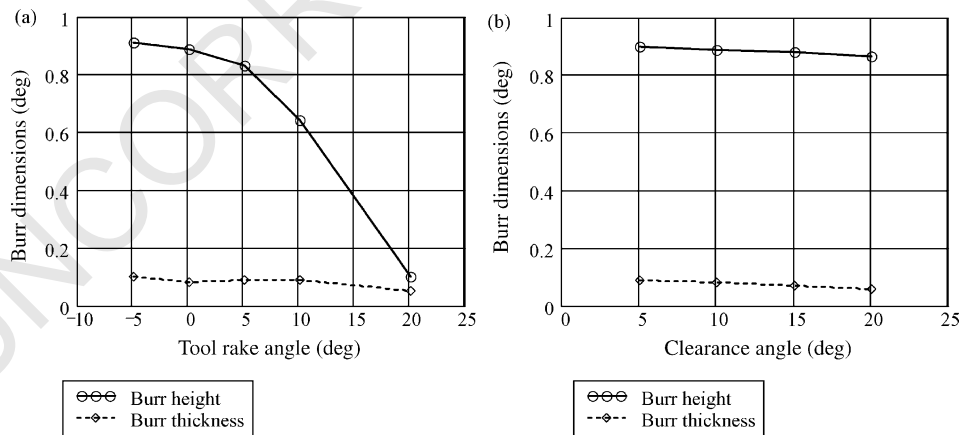 (a)
1
0.8
0.6
0.4
0.2
0
Burr dimensions (deg)
−10 −5 0 5 10 15 20 25
Tool rake angle (deg)
Burr height
Burr thickness
(b)
1
0.8
0.6
0.4
0.2
0
Burr dimensions (deg)
0 5 10 15 20 25
Clearance angle (deg)
Burr height
Burr thickness
UNCORR